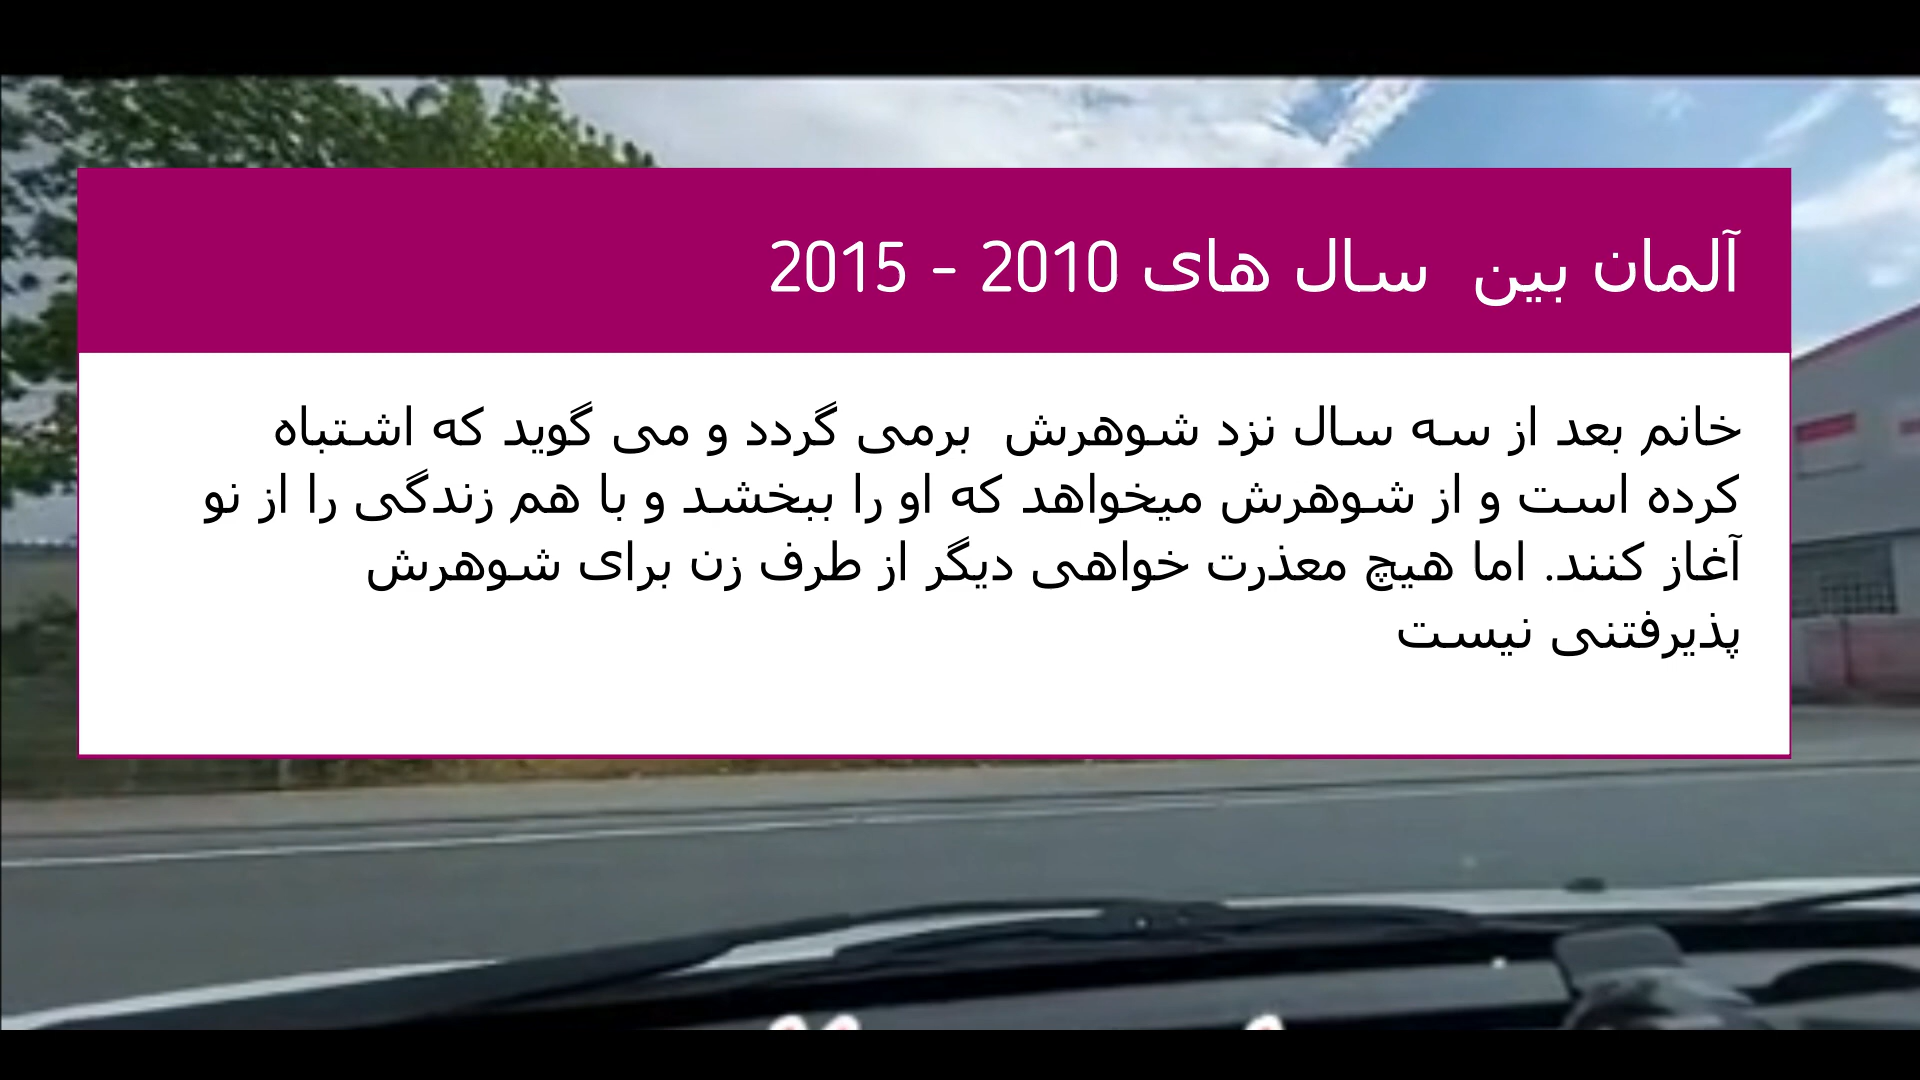 آلمان بین سال های 2010 - 2015
خانم بعد از سه سال نزد شوهرش برمی گردد و می گوید که اشتباه
کرده است و از شوهرش میخواهد که او را ببخشد و با هم زندگی را از نو
آغاز کنند. اما هیچ معذرت خواهی دیگر از طرف زن برای شوهرش
پذیرفتنی نیست